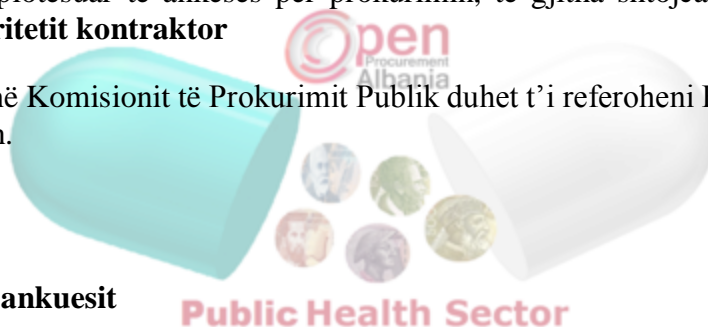 plotësuar të ankesës për prokurimin, të gjitha shtojca
ritetit kontraktor
Open
Procurement
Albania
në Komisionit të Prokurimit Publik duhet t'i referoheni
ankuesit
Public Health Sector